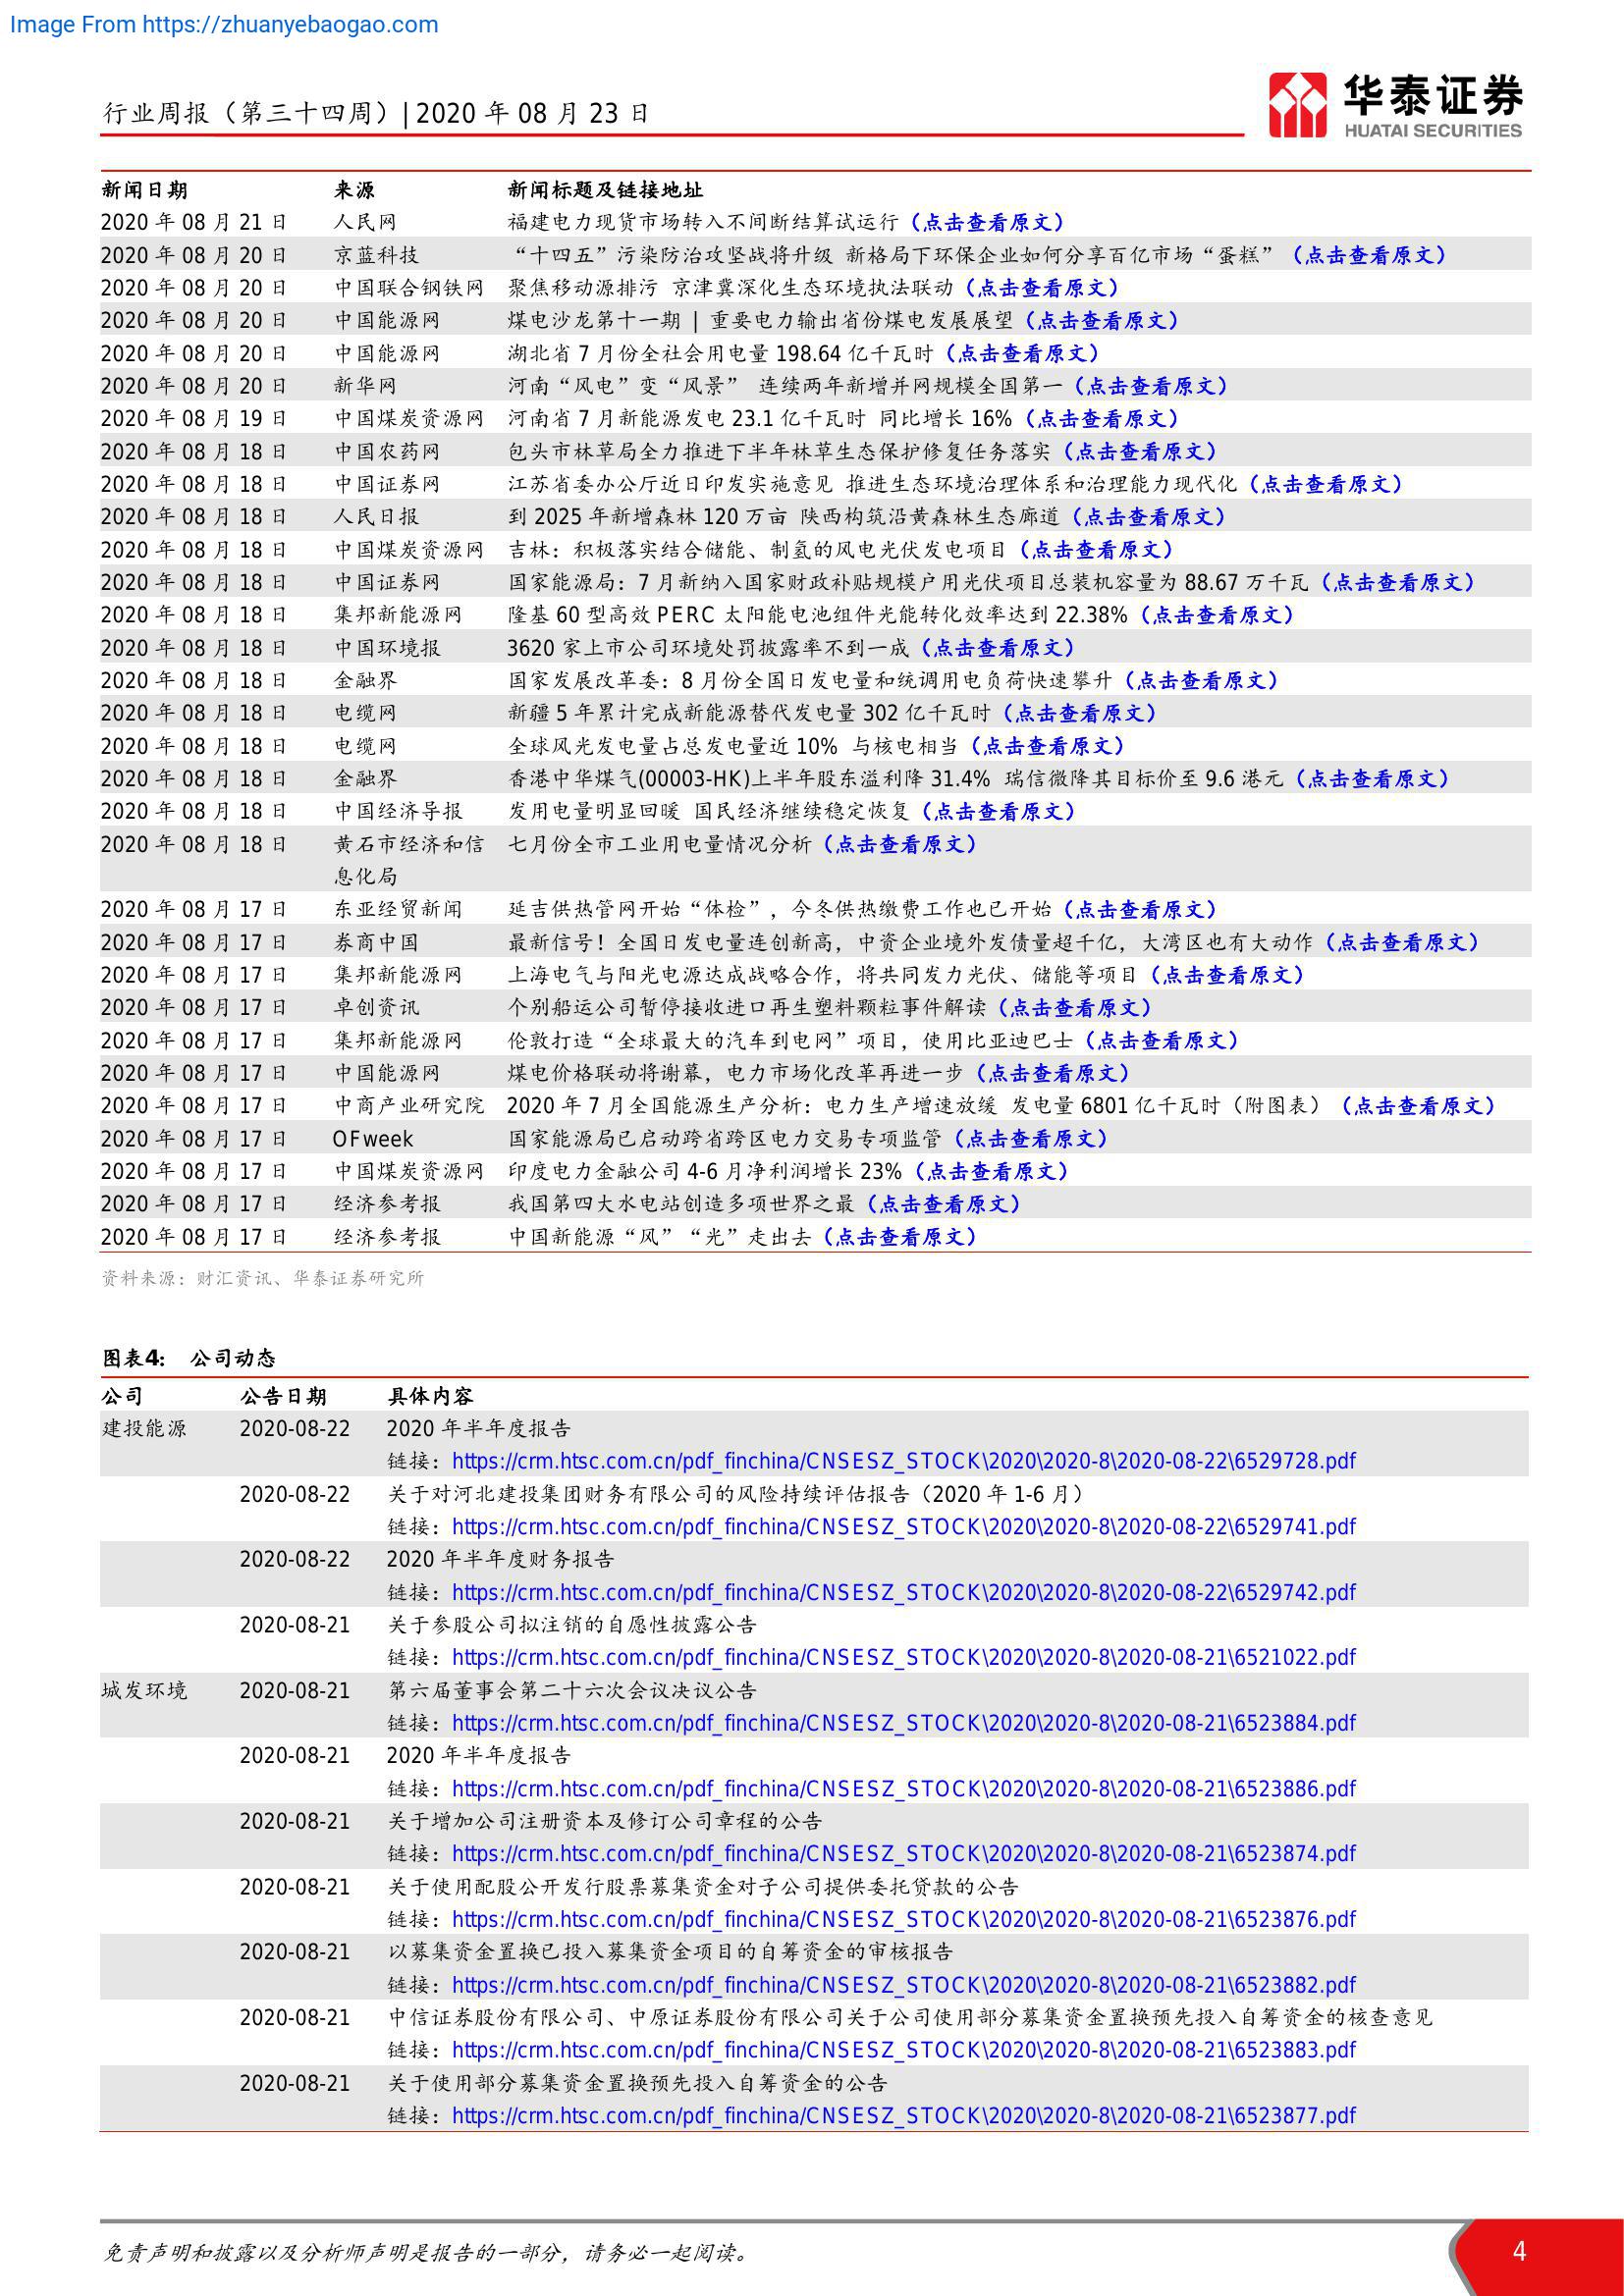 Image From https://zhuanyebaogao.com
华泰证券
HUATAI SECURITIES
行业周报（第三十四周）| 2020 年 08 月 23 日
新闻日期 来源 新闻标题及链接地址
2020 年 08 月 21 日 人民网 福建电力现货市场转入不间断结算试运行（点击查看原文）
2020 年 08 月 20 日 京蓝科技 “十四五”污染防治攻坚战将升级 新格局下环保企业如何分享百亿市场“蛋糕”（点击查看原文）
2020 年 08 月 20 日 中国联合钢铁网 聚焦移动源排污 京津冀深化生态环境执法联动（点击查看原文）
2020 年 08 月 20 日 中国能源网 煤电沙龙第十一期 | 重要电力输出省份煤电发展展望（点击查看原文）
2020 年 08 月 20 日 中国能源网 湖北省 7 月份全社会用电量 198.64 亿千瓦时（点击查看原文）
2020 年 08 月 20 日 新华网 河南“风电”变“风景” 连续两年新增并网规模全国第一（点击查看原文）
2020 年 08 月 19 日 中国煤炭资源网 河南省 7 月新能源发电 23.1 亿千瓦时 同比增长 16%（点击查看原文）
2020 年 08 月 18 日 中国农药网 包头市林草局全力推进下半年林草生态保护修复任务落实（点击查看原文）
2020 年 08 月 18 日 中国证券网 江苏省委办公厅近日印发实施意见 推进生态环境治理体系和治理能力现代化（点击查看原文）
2020 年 08 月 18 日 人民日报 到 2025 年新增森林 120 万亩 陕西构筑沿黄森林生态廊道（点击查看原文）
2020 年 08 月 18 日 中国煤炭资源网 吉林：积极落实结合储能、制氢的风电光伏发电项目（点击查看原文）
2020 年 08 月 18 日 中国证券网 国家能源局：7 月新纳入国家财政补贴规模户用光伏项目总装机容量为 88.67 万千瓦（点击查看原文）
2020 年 08 月 18 日 集邦新能源网 隆基 60 型高效 PERC 太阳能电池组件光能转化效率达到 22.38%（点击查看原文）
2020 年 08 月 18 日 中国环境报 3620 家上市公司环境处罚披露率不到一成（点击查看原文）
2020 年 08 月 18 日 金融界 国家发展改革委：8 月份全国日发电量和统调用电负荷快速攀升（点击查看原文）
2020 年 08 月 18 日 电缆网 新疆 5 年累计完成新能源替代发电量 302 亿千瓦时（点击查看原文）
2020 年 08 月 18 日 电缆网 全球风光发电量占总发电量近 10% 与核电相当（点击查看原文）
2020 年 08 月 18 日 金融界 香港中华煤气(00003-HK)上半年股东溢利降 31.4% 瑞信微降其目标价至 9.6 港元（点击查看原文）
2020 年 08 月 18 日 中国经济导报 发用电量明显回暖 国民经济继续稳定恢复（点击查看原文）
2020 年 08 月 18 日 黄石市经济和信 七月份全市工业用电量情况分析（点击查看原文）
息化局
2020 年 08 月 17 日 东亚经贸新闻 延吉供热管网开始“体检”，今冬供热缴费工作也已开始（点击查看原文）
2020 年 08 月 17 日 券商中国 最新信号！全国日发电量连创新高，中资企业境外发债量超千亿，大湾区也有大动作（点击查看原文）
2020 年 08 月 17 日 集邦新能源网 上海电气与阳光电源达成战略合作，将共同发力光伏、储能等项目（点击查看原文）
2020 年 08 月 17 日 卓创资讯 个别船运公司暂停接收进口再生塑料颗粒事件解读（点击查看原文）
2020 年 08 月 17 日 集邦新能源网 伦敦打造“全球最大的汽车到电网”项目，使用比亚迪巴士（点击查看原文）
2020 年 08 月 17 日 中国能源网 煤电价格联动将谢幕，电力市场化改革再进一步（点击查看原文）
2020 年 08 月 17 日 中商产业研究院 2020 年 7 月全国能源生产分析：电力生产增速放缓 发电量 6801 亿千瓦时（附图表）（点击查看原文）
2020 年 08 月 17 日 OFweek 国家能源局已启动跨省跨区电力交易专项监管（点击查看原文）
2020 年 08 月 17 日 中国煤炭资源网 印度电力金融公司 4-6 月净利润增长 23%（点击查看原文）
2020 年 08 月 17 日 经济参考报 我国第四大水电站创造多项世界之最（点击查看原文）
2020 年 08 月 17 日 经济参考报 中国新能源“风”“光”走出去（点击查看原文）
资料来源：财汇资讯、华泰证券研究所
图表4： 公司动态
公司 公告日期 具体内容
建投能源 2020-08-22 2020 年半年度报告
链接：https://crm.htsc.com.cn/pdf_finchina/CNSESZ_STOCK\2020\2020-8\2020-08-22\6529728.pdf
2020-08-22 关于对河北建投集团财务有限公司的风险持续评估报告（2020 年 1-6 月）
链接：https://crm.htsc.com.cn/pdf_finchina/CNSESZ_STOCK\2020\2020-8\2020-08-22\6529741.pdf
2020-08-22 2020 年半年度财务报告
链接：https://crm.htsc.com.cn/pdf_finchina/CNSESZ_STOCK\2020\2020-8\2020-08-22\6529742.pdf
2020-08-21 关于参股公司拟注销的自愿性披露公告
链接：https://crm.htsc.com.cn/pdf_finchina/CNSESZ_STOCK\2020\2020-8\2020-08-21\6521022.pdf
城发环境 2020-08-21 第六届董事会第二十六次会议决议公告
链接：https://crm.htsc.com.cn/pdf_finchina/CNSESZ_STOCK\2020\2020-8\2020-08-21\6523884.pdf
2020-08-21 2020 年半年度报告
链接：https://crm.htsc.com.cn/pdf_finchina/CNSESZ_STOCK\2020\2020-8\2020-08-21\6523886.pdf
2020-08-21 关于增加公司注册资本及修订公司章程的公告
链接：https://crm.htsc.com.cn/pdf_finchina/CNSESZ_STOCK\2020\2020-8\2020-08-21\6523874.pdf
2020-08-21 关于使用配股公开发行股票募集资金对子公司提供委托贷款的公告
链接：https://crm.htsc.com.cn/pdf_finchina/CNSESZ_STOCK\2020\2020-8\2020-08-21\6523876.pdf
2020-08-21 以募集资金置换已投入募集资金项目的自筹资金的审核报告
链接：https://crm.htsc.com.cn/pdf_finchina/CNSESZ_STOCK\2020\2020-8\2020-08-21\6523882.pdf
2020-08-21 中信证券股份有限公司、中原证券股份有限公司关于公司使用部分募集资金置换预先投入自筹资金的核查意见
链接：https://crm.htsc.com.cn/pdf_finchina/CNSESZ_STOCK\2020\2020-8\2020-08-21\6523883.pdf
2020-08-21 关于使用部分募集资金置换预先投入自筹资金的公告
链接：https://crm.htsc.com.cn/pdf_finchina/CNSESZ_STOCK\2020\2020-8\2020-08-21\6523877.pdf
免责声明和披露以及分析师声明是报告的一部分，请务必一起阅读。
4